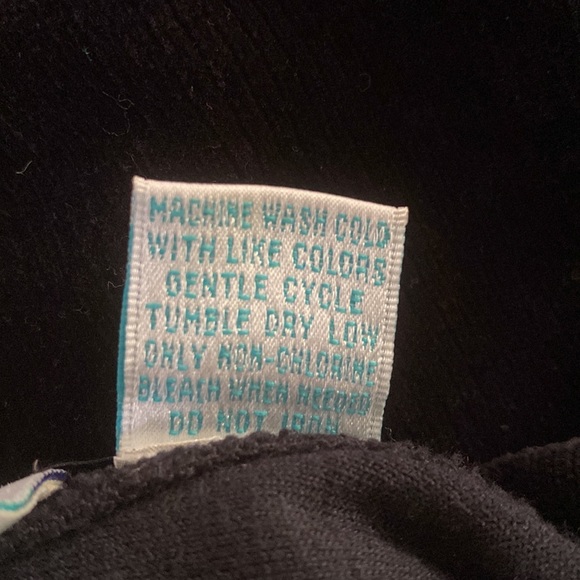 MACHINE WASH COLD
WITH LIKE COLORS
GENTLE CYCLE
TUMBLE DRY LOW
ONLY NON-CHLORINE
BLEACH WHEN NEEDED
DO NOT IRON